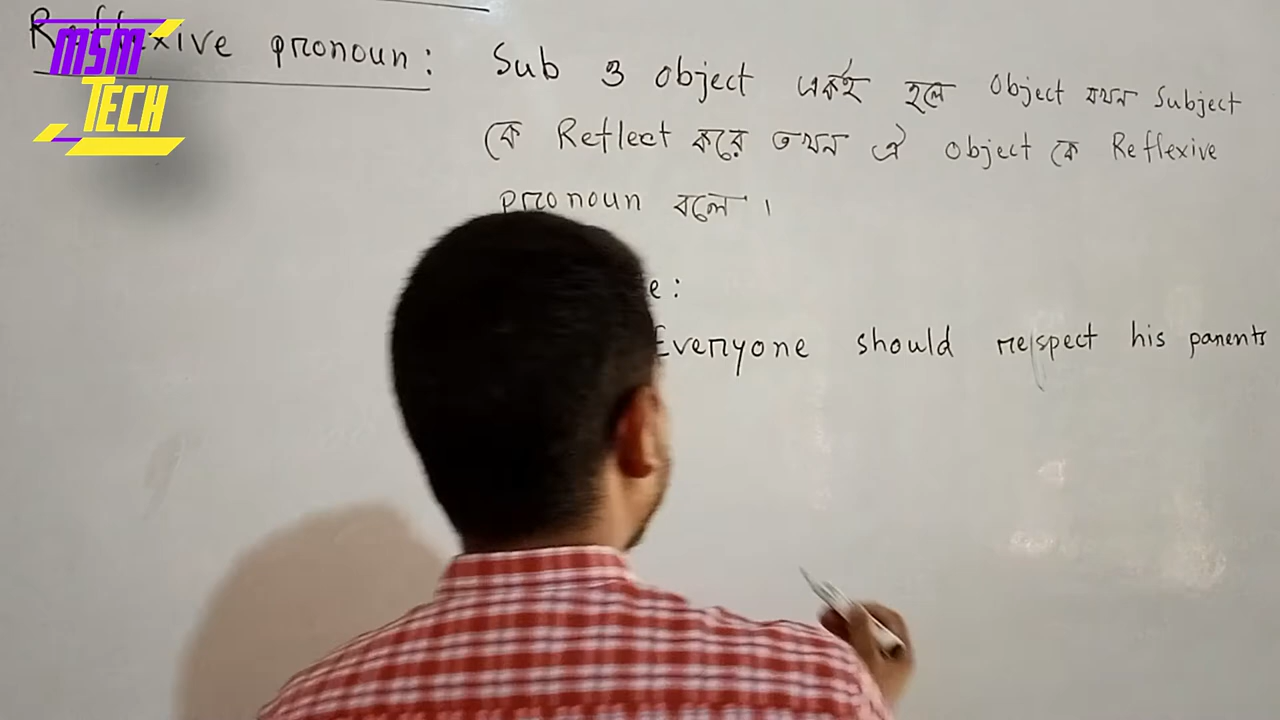 MSM
TECH
Reflexive pronoun : Sub ও object একই হলে Object যখন Subject
কে Reflect করে তখন ঐ object কে Reflexive
pronoun বলে ।
e :
Everyone should respect his parents